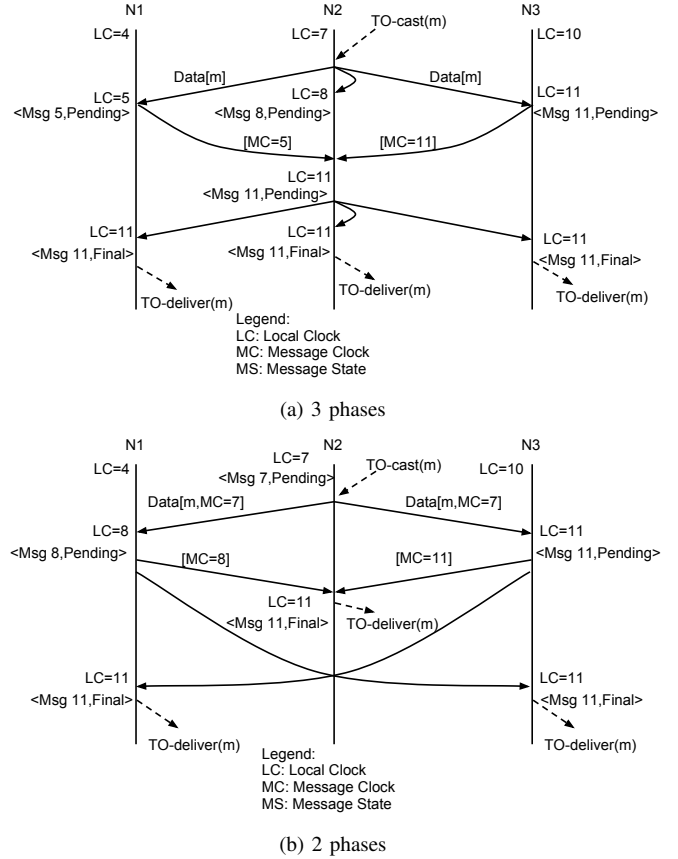 N1 N2 N3
LC=4 LC=7 TO-cast(m) LC=10
Data[m] Data[m]
LC=5 LC=8 LC=11
<Msg 5,Pending> <Msg 8,Pending> <Msg 11,Pending>
[MC=5] [MC=11]
LC=11
<Msg 11,Pending>
LC=11 LC=11 LC=11
<Msg 11,Final> <Msg 11,Final> <Msg 11,Final>
TO-deliver(m) TO-deliver(m) TO-deliver(m)
Legend:
LC: Local Clock
MC: Message Clock
MS: Message State
(a) 3 phases
N1 N2 N3
LC=4 LC=7 TO-cast(m) LC=10
<Msg 7,Pending>
Data[m,MC=7] Data[m,MC=7]
LC=8 LC=11
<Msg 8,Pending> <Msg 11,Pending>
[MC=8] [MC=11]
LC=11
<Msg 11,Final> TO-deliver(m)
LC=11 LC=11
<Msg 11,Final> <Msg 11,Final>
TO-deliver(m) TO-deliver(m)
Legend:
LC: Local Clock
MC: Message Clock
MS: Message State
(b) 2 phases